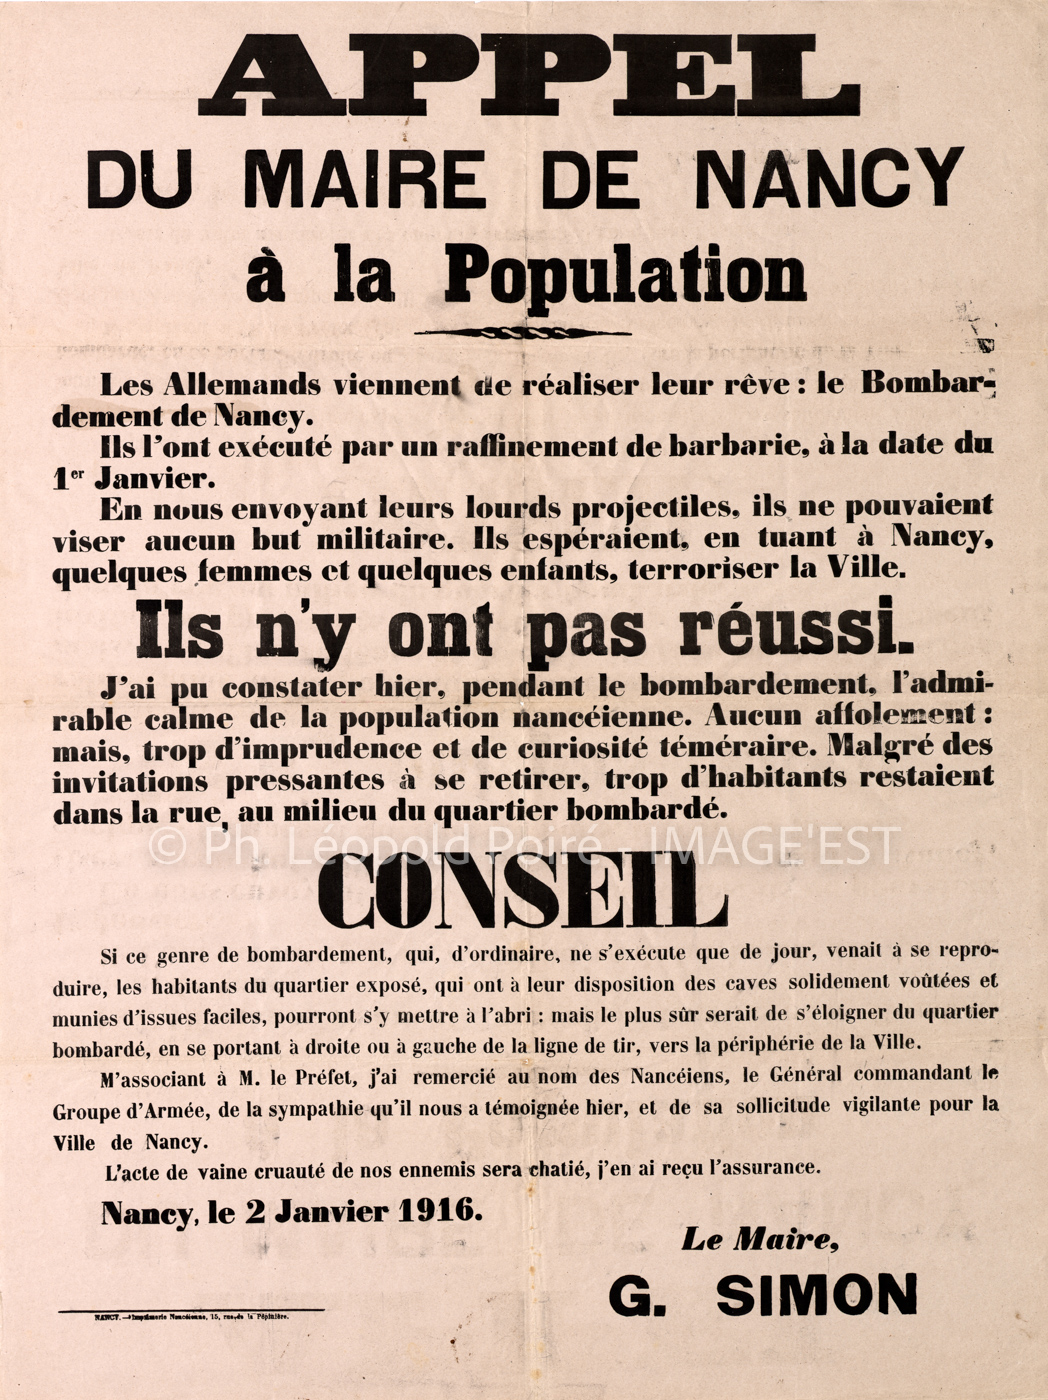 APPEL
DU MAIRE DE NANCY
à la Population
Les Allemands viennent de réaliser leur rêve : le Bombar-
dement de Nancy.
Ils l'ont exécuté par un raffinement de barbarie, à la date du
1er Janvier.
En nous envoyant leurs lourds projectiles, ils ne pouvaient
viser aucun but militaire. Ils espéraient, en tuant à Nancy,
quelques femmes et quelques enfants, terroriser la Ville.
Ils n'y ont pas réussi.
J'ai pu constater hier, pendant le bombardement, l'admi-
rable calme de la population nancéienne. Aucun affolement :
mais, trop d'imprudence et de curiosité téméraire. Malgré des
invitations pressantes à se retirer, trop d'habitants restaient
dans la rue, au milieu du quartier bombardé.
© Ph. Léopold Poiré - IMAGE'EST
CONSEIL
Si ce genre de bombardement, qui, d'ordinaire, ne s'exécute que de jour, venait à se repro-
duire, les habitants du quartier exposé, qui ont à leur disposition des caves solidement voûtées et
munies d'issues faciles, pourront s'y mettre à l'abri : mais le plus sûr serait de s'éloigner du quartier
bombardé, en se portant à droite ou à gauche de la ligne de tir, vers la périphérie de la Ville.
M'associant à M. le Préfet, j'ai remercié au nom des Nancéiens, le Général commandant le
Groupe d'Armée, de la sympathie qu'il nous a témoignée hier, et de sa sollicitude vigilante pour la
Ville de Nancy.
L'acte de vaine cruauté de nos ennemis sera chatié, j'en ai reçu l'assurance.
Nancy, le 2 Janvier 1916.
Le Maire,
G. SIMON
NANCY. — Imprimerie Nancéienne, 15, rue de la Pépinière.